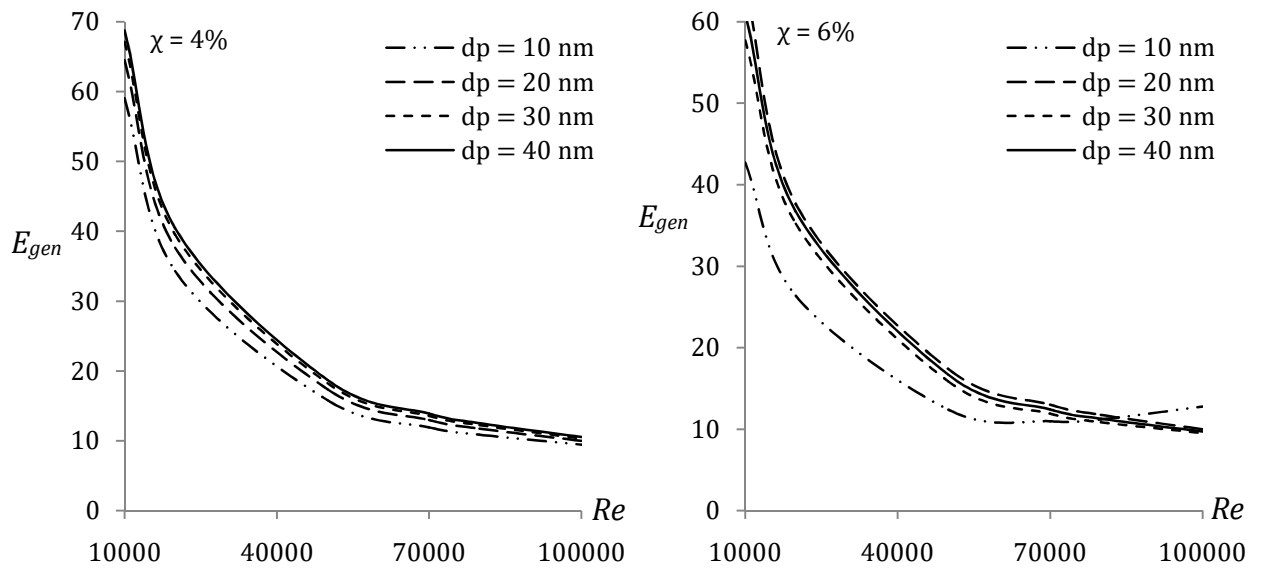 χ = 4%
dp = 10 nm
dp = 20 nm
dp = 30 nm
dp = 40 nm
70
60
50
40
30
20
10
0
Egen
Re
10000
40000
70000
100000
χ = 6%
dp = 10 nm
dp = 20 nm
dp = 30 nm
dp = 40 nm
60
50
40
30
20
10
0
Egen
Re
10000
40000
70000
100000